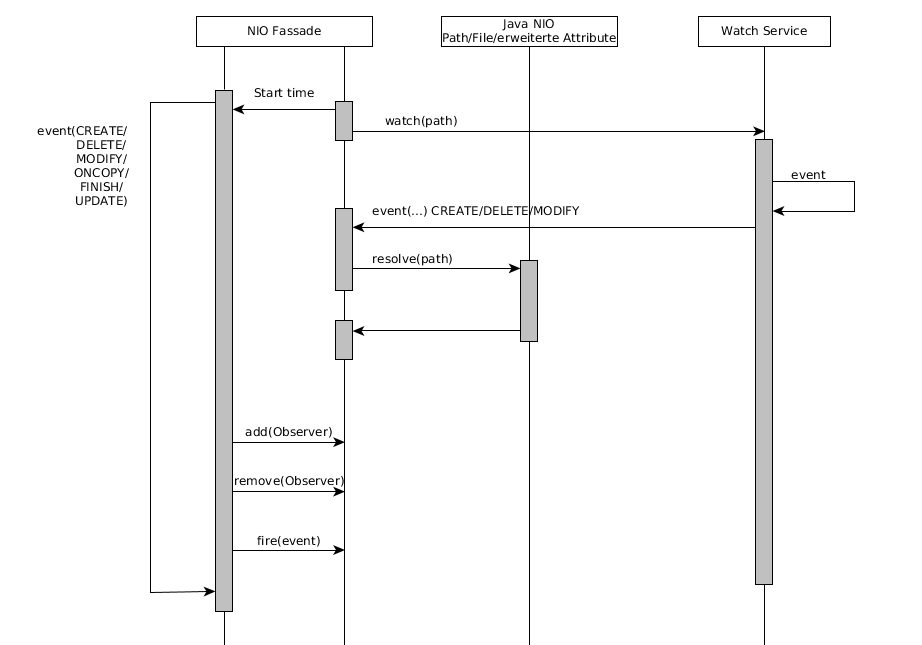 NIO Fassade
Java NIO
Path/File/erweiterte Attribute
Watch Service
Start time
watch(path)
event(CREATE/
DELETE/
MODIFY/
ONCOPY/
FINISH/
UPDATE)
event
event(...) CREATE/DELETE/MODIFY
resolve(path)
add(Observer)
remove(Observer)
fire(event)